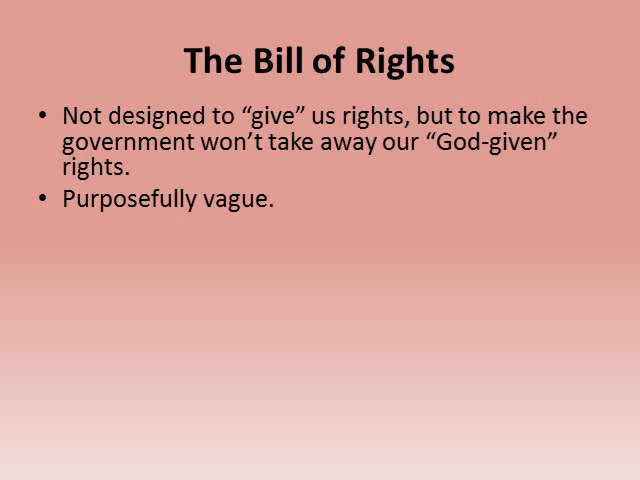 The Bill of Rights
• Not designed to “give” us rights, but to make the
government won’t take away our “God-given”
rights.
• Purposefully vague.